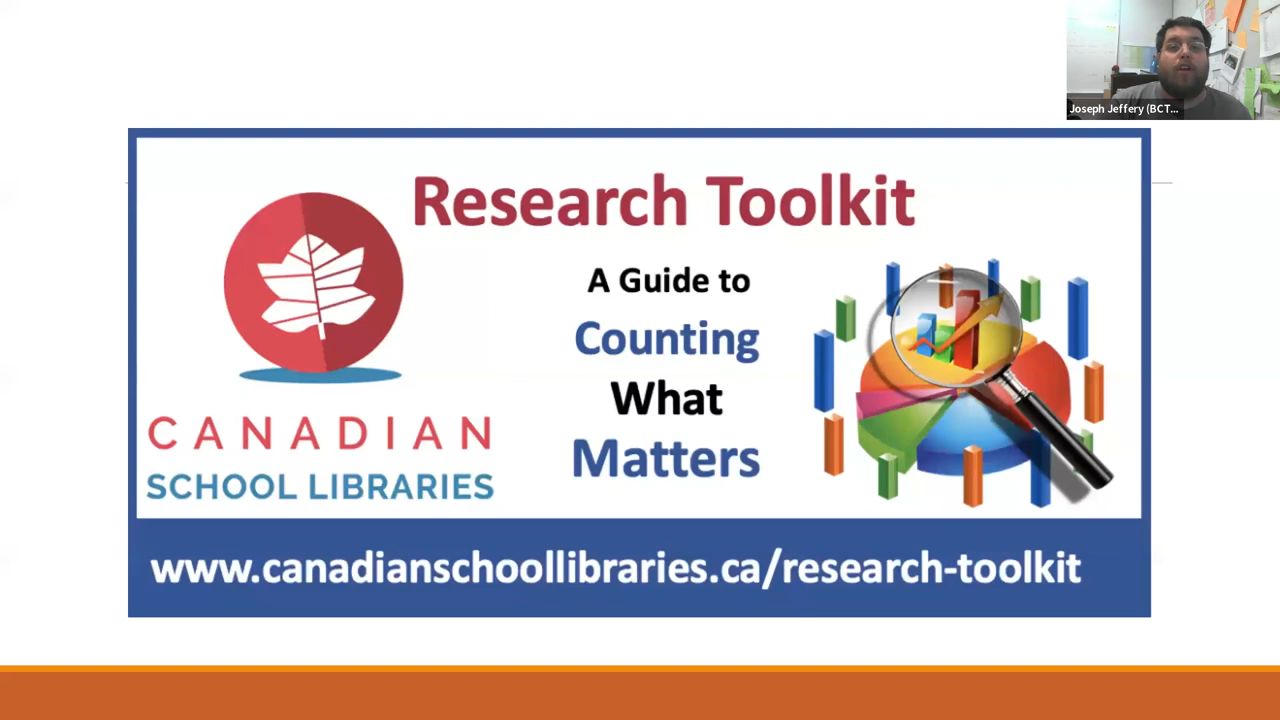 Joseph Jeffery (BCT...
Research Toolkit
A Guide to
Counting
What
Matters
CANADIAN
SCHOOL LIBRARIES
www.canadianschoollibraries.ca/research-toolkit